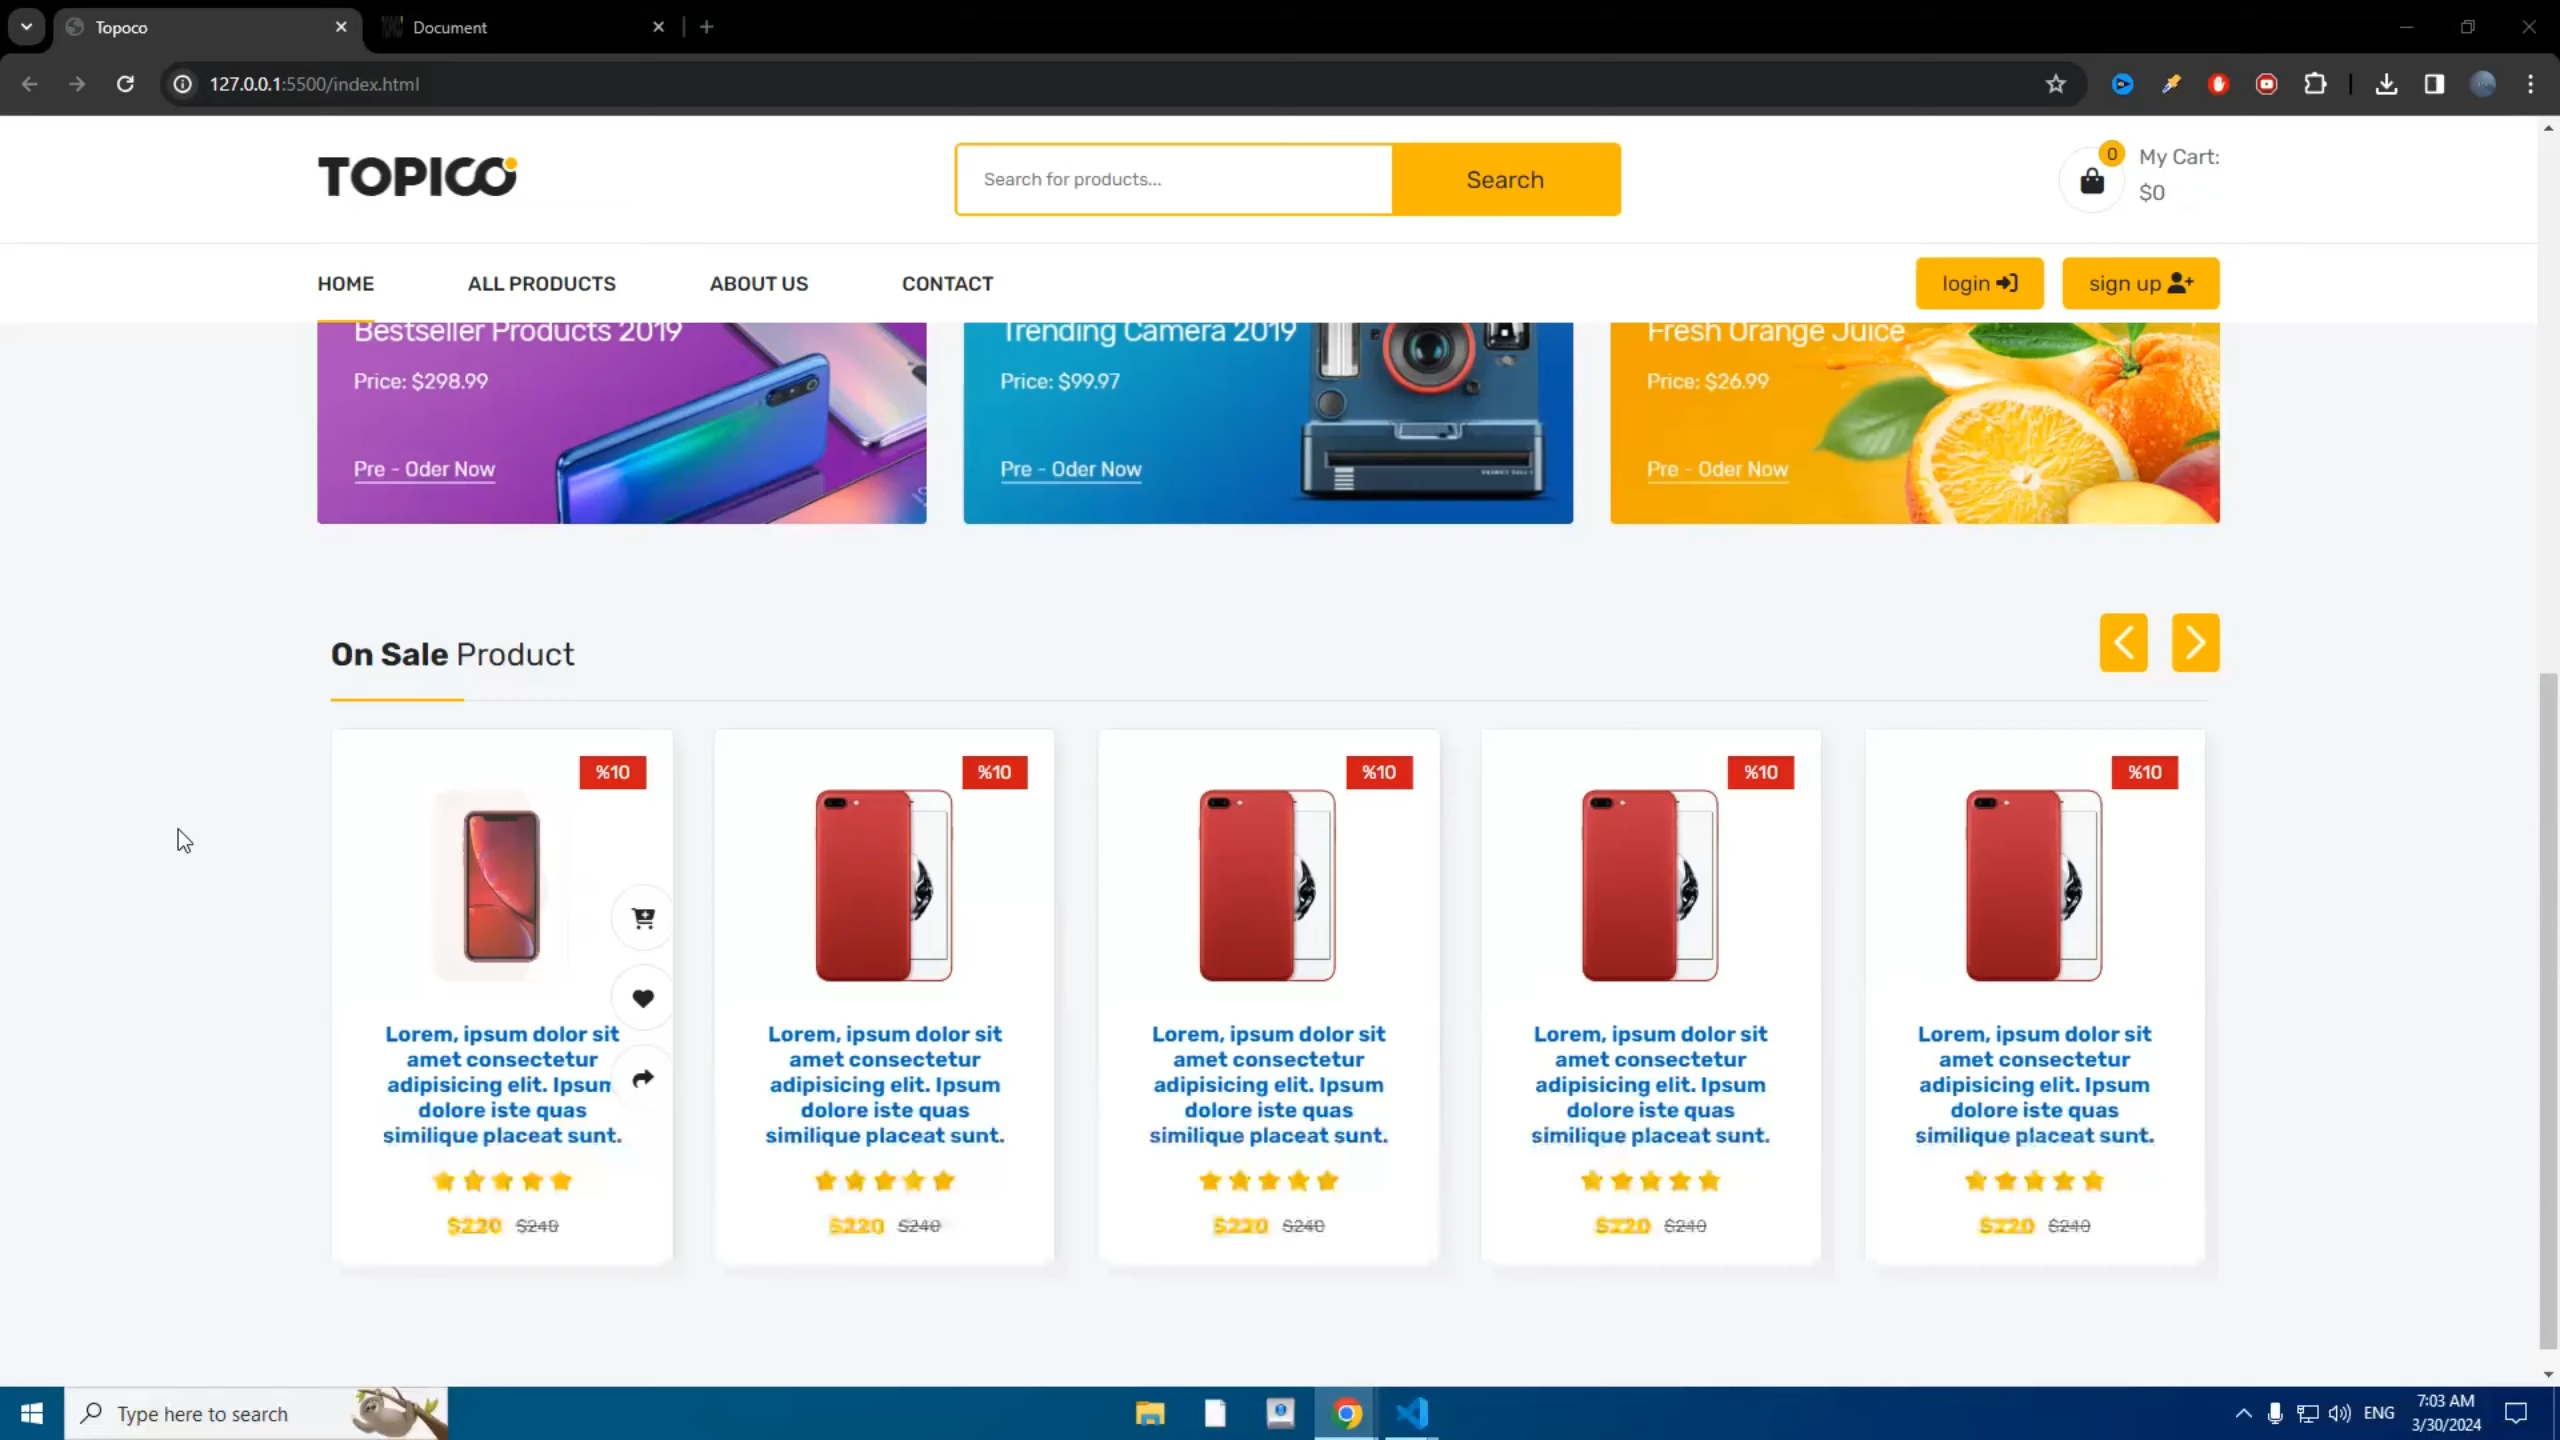 Topoco
Document
127.0.0.1:5500/index.html
TOPICO
Search for products...
Search
0
My Cart:
$0
HOME
ALL PRODUCTS
ABOUT US
CONTACT
login
sign up
Bestseller Products 2019
Price: $298.99
Pre - Oder Now
Trending Camera 2019
Price: $99.97
Pre - Oder Now
Fresh Orange Juice
Price: $26.99
Pre - Oder Now
On Sale Product
%10
Lorem, ipsum dolor sit
amet consectetur
adipisicing elit. Ipsum
dolore iste quas
similique placeat sunt.
$220 $240
%10
Lorem, ipsum dolor sit
amet consectetur
adipisicing elit. Ipsum
dolore iste quas
similique placeat sunt.
$220 $240
%10
Lorem, ipsum dolor sit
amet consectetur
adipisicing elit. Ipsum
dolore iste quas
similique placeat sunt.
$220 $240
%10
Lorem, ipsum dolor sit
amet consectetur
adipisicing elit. Ipsum
dolore iste quas
similique placeat sunt.
$220 $240
%10
Lorem, ipsum dolor sit
amet consectetur
adipisicing elit. Ipsum
dolore iste quas
similique placeat sunt.
$220 $240
Type here to search
ENG
7:03 AM
3/30/2024